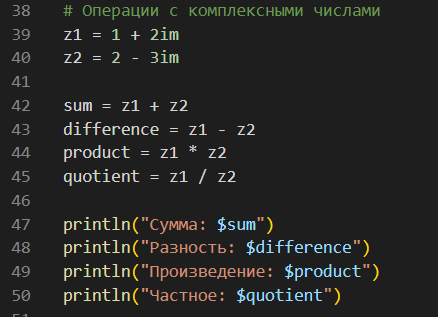 38 # Операции с комплексными числами
39 z1 = 1 + 2im
40 z2 = 2 - 3im
41
42 sum = z1 + z2
43 difference = z1 - z2
44 product = z1 * z2
45 quotient = z1 / z2
46
47 println("Сумма: $sum")
48 println("Разность: $difference")
49 println("Произведение: $product")
50 println("Частное: $quotient")